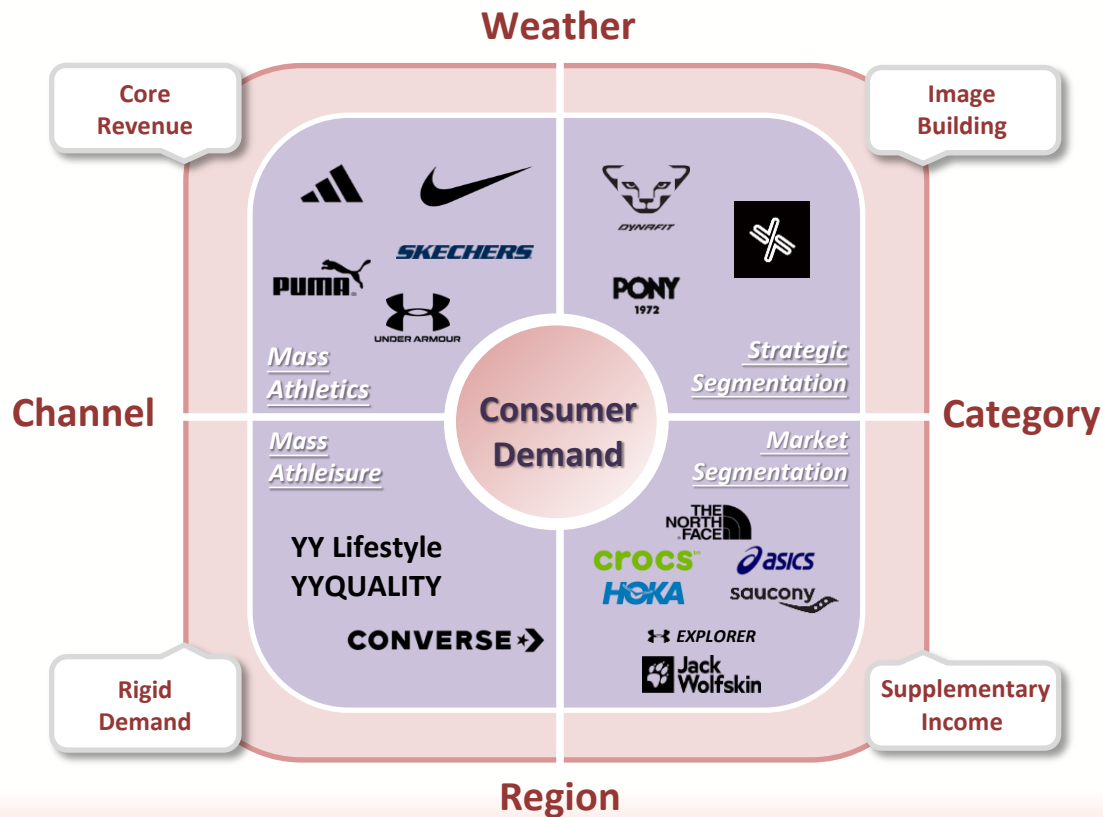 Weather
Core
Revenue
Image
Building
DYNAFIT
SKECHERS
PUMA
PONY
1972
UNDER ARMOUR
Mass
Athletics
Strategic
Segmentation
Channel
Consumer
Demand
Category
Mass
Athleisure
Market
Segmentation
THE
NORTH
FACE
YY Lifestyle
YYQUALITY
crocs™
asics
HOKA
saucony
CONVERSE
EXPLORER
Jack
Wolfskin
Rigid
Demand
Supplementary
Income
Region